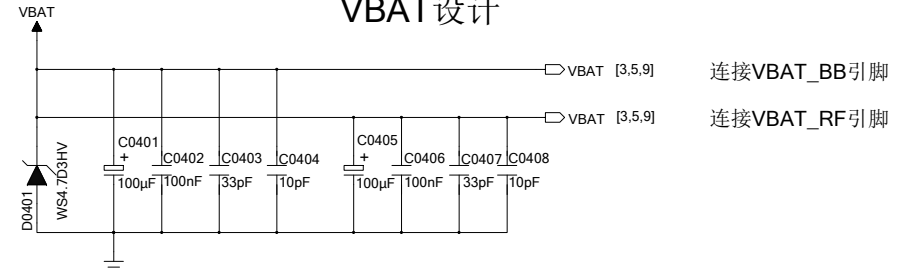 VBAT设计
VBAT
VBAT [3,5,9] 连接VBAT_BB引脚
VBAT [3,5,9] 连接VBAT_RF引脚
D0401
WS4.7D3HV
C0401
+
100μF
C0402
100nF
C0403
33pF
C0404
10pF
C0405
+
100μF
C0406
100nF
C0407
33pF
C0408
10pF